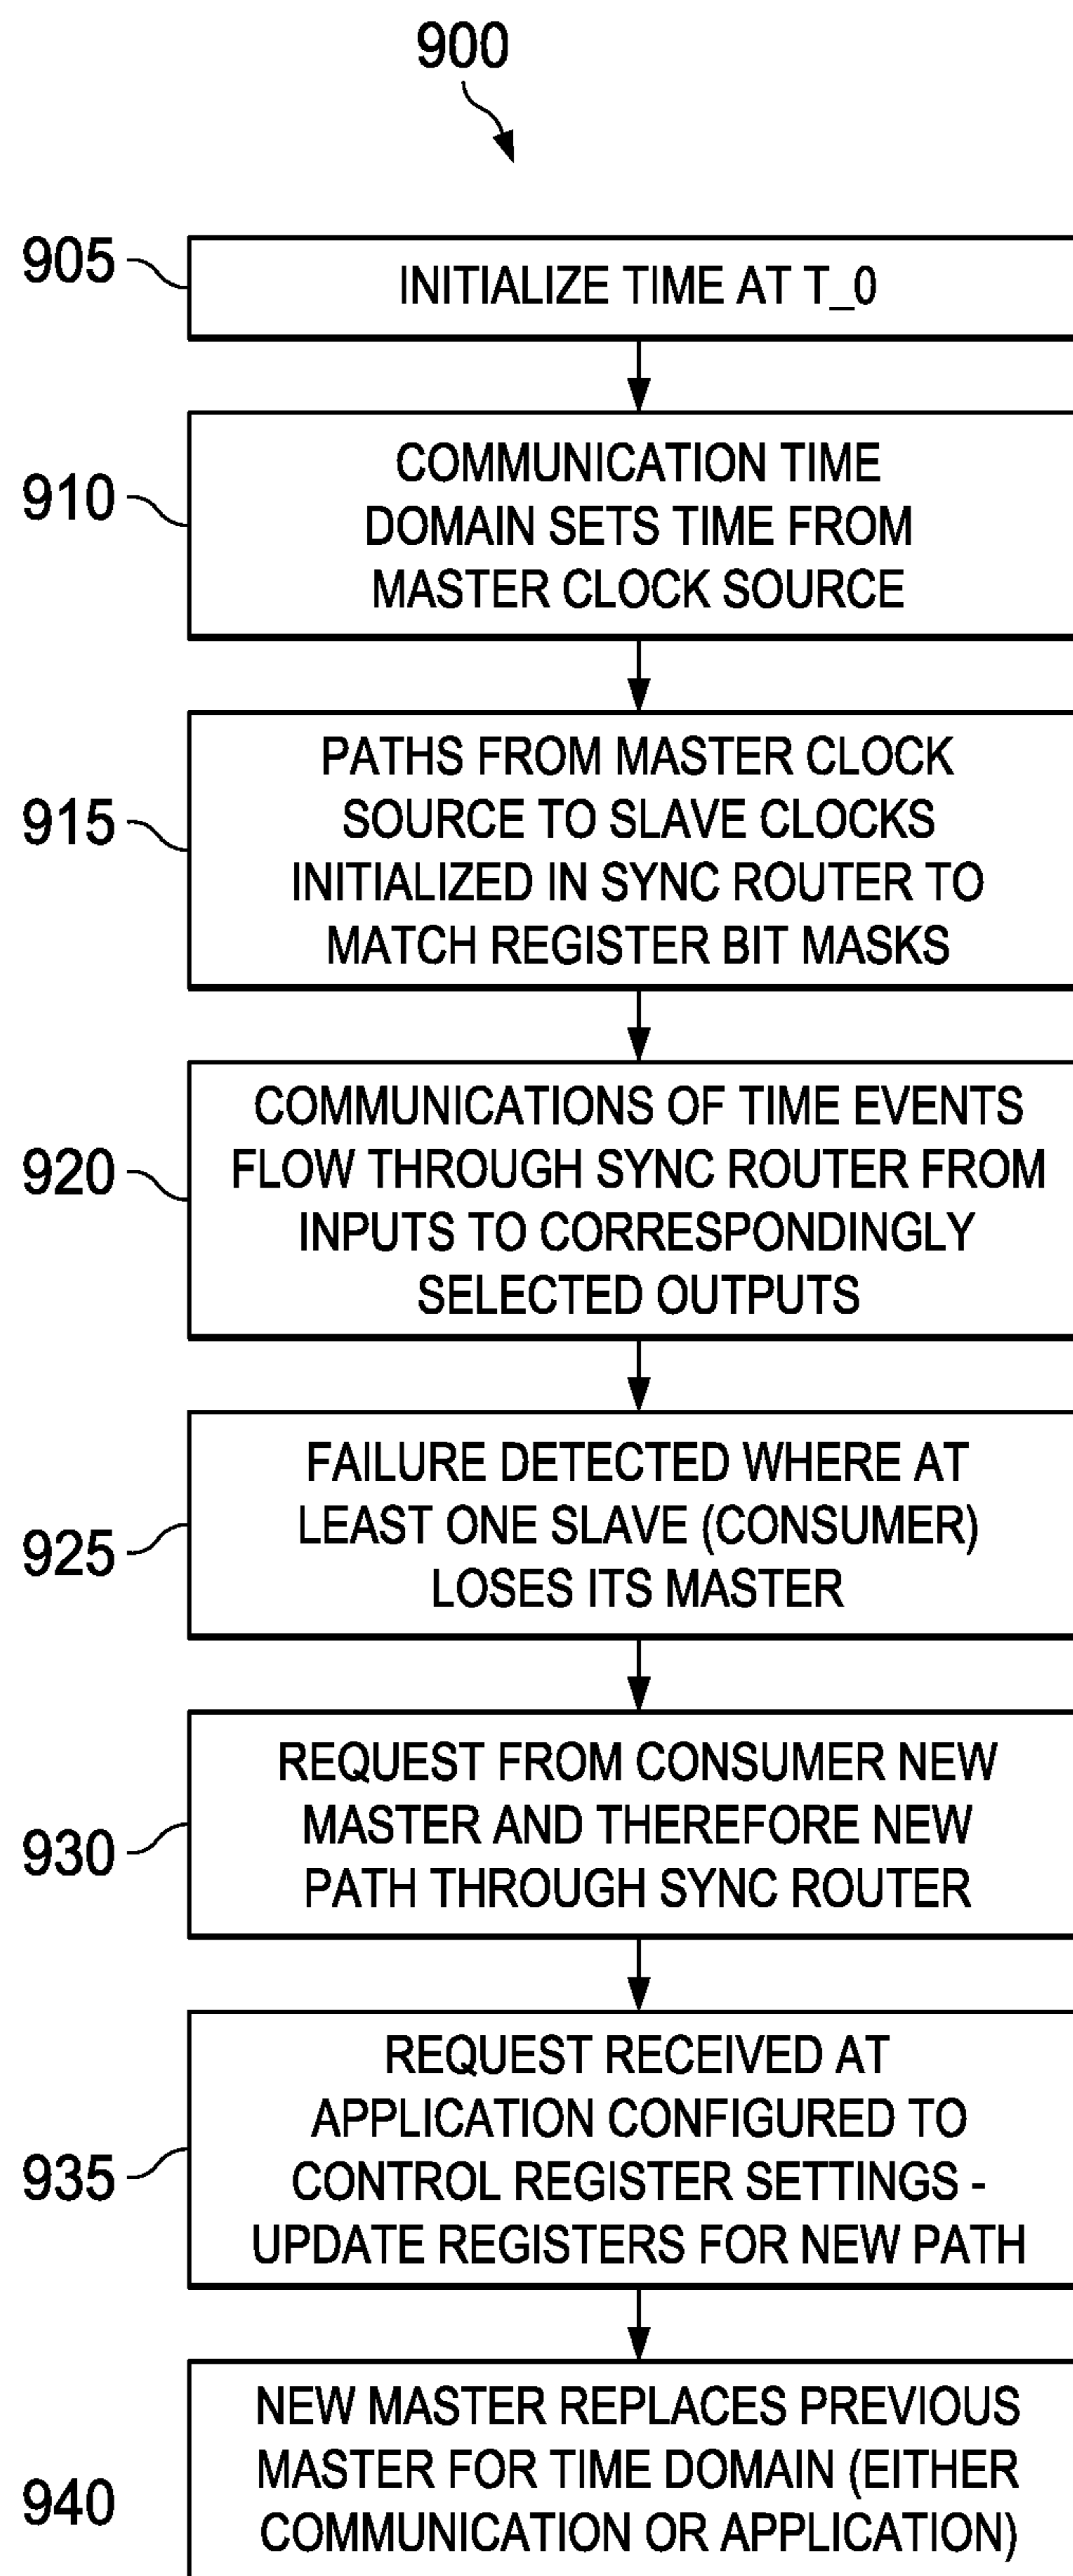 900
905
INITIALIZE TIME AT T_0
910
COMMUNICATION TIME
DOMAIN SETS TIME FROM
MASTER CLOCK SOURCE
915
PATHS FROM MASTER CLOCK
SOURCE TO SLAVE CLOCKS
INITIALIZED IN SYNC ROUTER TO
MATCH REGISTER BIT MASKS
920
COMMUNICATIONS OF TIME EVENTS
FLOW THROUGH SYNC ROUTER FROM
INPUTS TO CORRESPONDINGLY
SELECTED OUTPUTS
925
FAILURE DETECTED WHERE AT
LEAST ONE SLAVE (CONSUMER)
LOSES ITS MASTER
930
REQUEST FROM CONSUMER NEW
MASTER AND THEREFORE NEW
PATH THROUGH SYNC ROUTER
935
REQUEST RECEIVED AT
APPLICATION CONFIGURED TO
CONTROL REGISTER SETTINGS -
UPDATE REGISTERS FOR NEW PATH
940
NEW MASTER REPLACES PREVIOUS
MASTER FOR TIME DOMAIN (EITHER
COMMUNICATION OR APPLICATION)